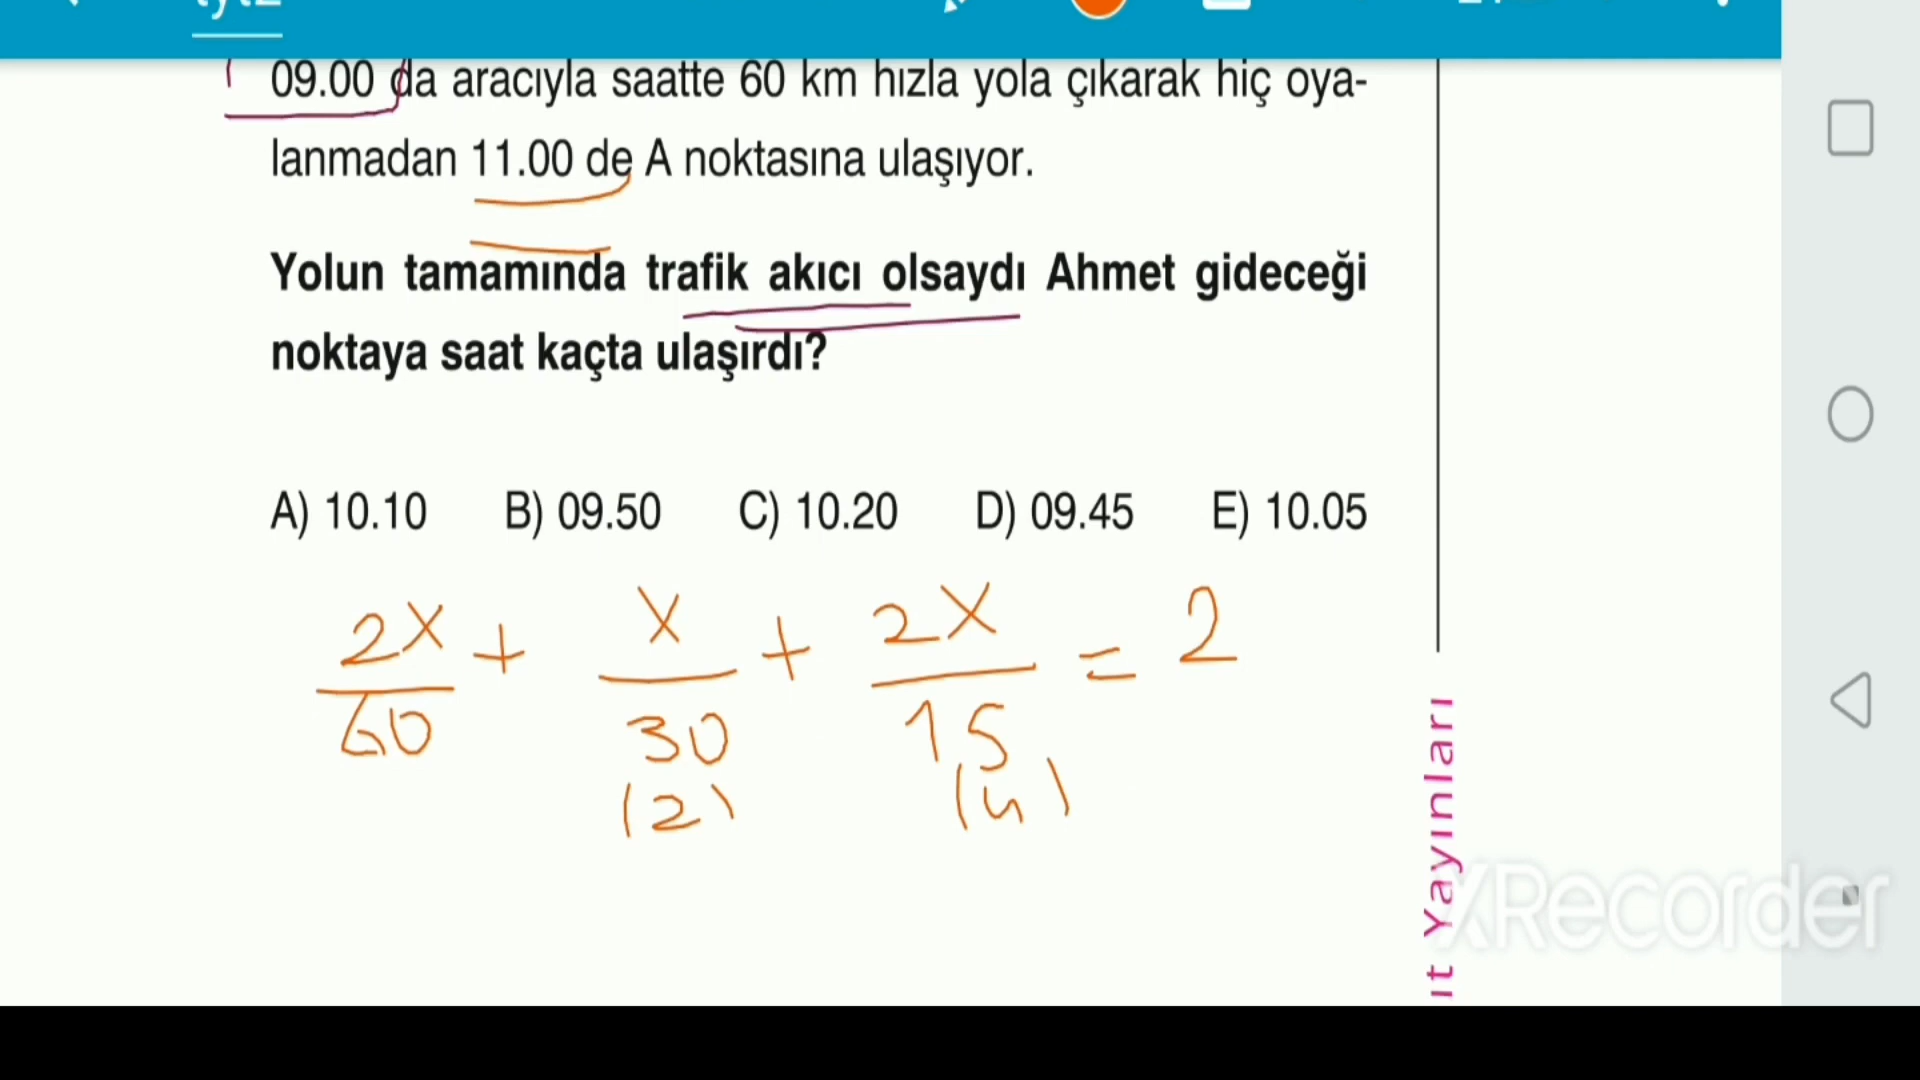 tyt2
09.00 da aracıyla saatte 60 km hızla yola çıkarak hiç oya-
lanmadan 11.00 de A noktasına ulaşıyor.
Yolun tamamında trafik akıcı olsaydı Ahmet gideceği
noktaya saat kaçta ulaşırdı?
A) 10.10 B) 09.50 C) 10.20 D) 09.45 E) 10.05
2x/60 + x/30 + 2x/15 = 2
(2) (4)
ıt Yayınları
XRecorder